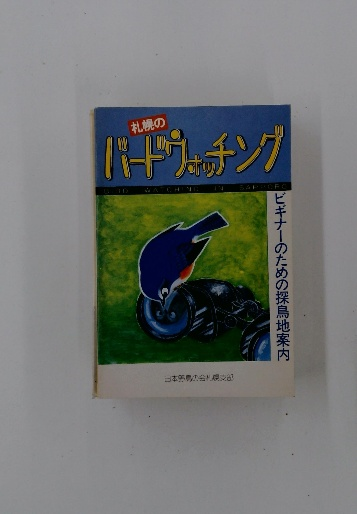 札幌の
バードウォッチング
BIRD WATCHING IN SAPPORO
ビギナーのための探鳥地案内
日本野鳥の会札幌支部